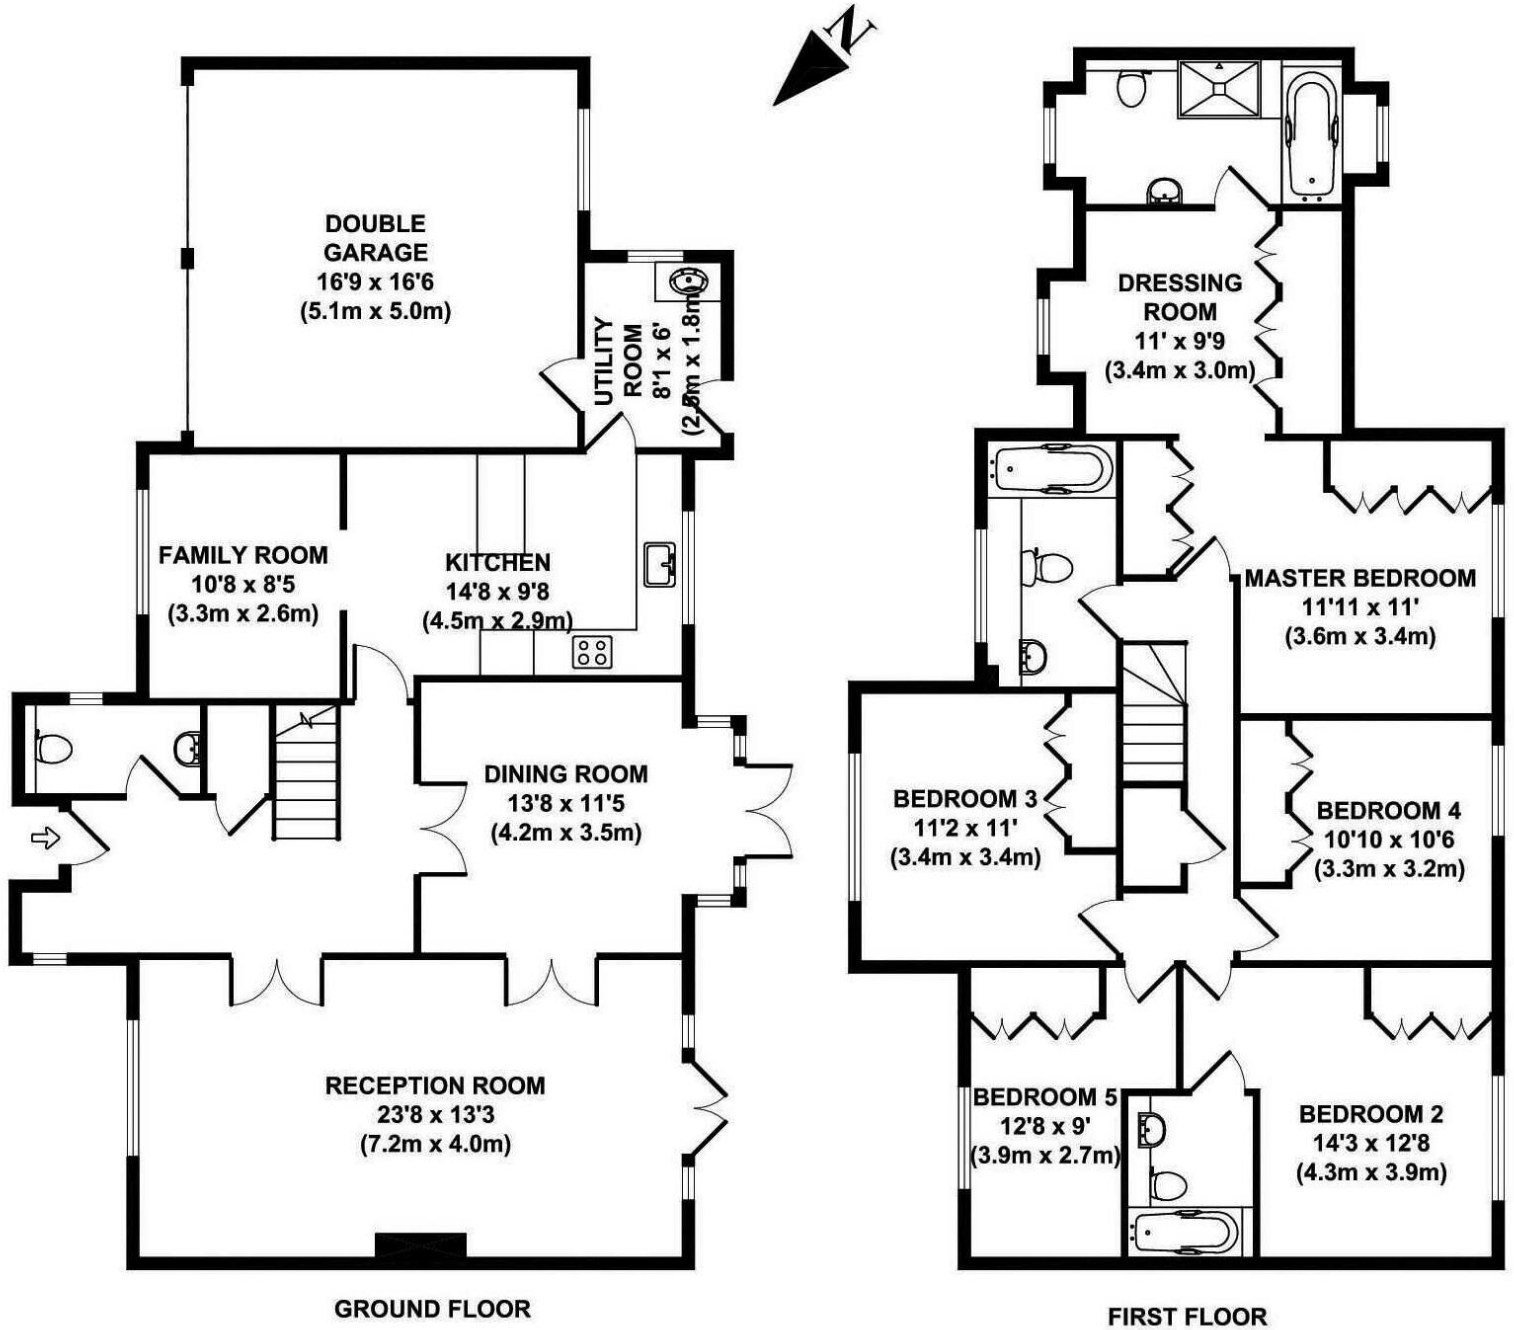 N
DOUBLE
GARAGE
16'9 x 16'6
(5.1m x 5.0m)
UTILITY
ROOM
8'1 x 6'
(2.5m x 1.8m)
FAMILY ROOM
10'8 x 8'5
(3.3m x 2.6m)
KITCHEN
14'8 x 9'8
(4.5m x 2.9m)
DINING ROOM
13'8 x 11'5
(4.2m x 3.5m)
RECEPTION ROOM
23'8 x 13'3
(7.2m x 4.0m)
GROUND FLOOR
DRESSING
ROOM
11' x 9'9
(3.4m x 3.0m)
MASTER BEDROOM
11'11 x 11'
(3.6m x 3.4m)
BEDROOM 3
11'2 x 11'
(3.4m x 3.4m)
BEDROOM 4
10'10 x 10'6
(3.3m x 3.2m)
BEDROOM 5
12'8 x 9'
(3.9m x 2.7m)
BEDROOM 2
14'3 x 12'8
(4.3m x 3.9m)
FIRST FLOOR